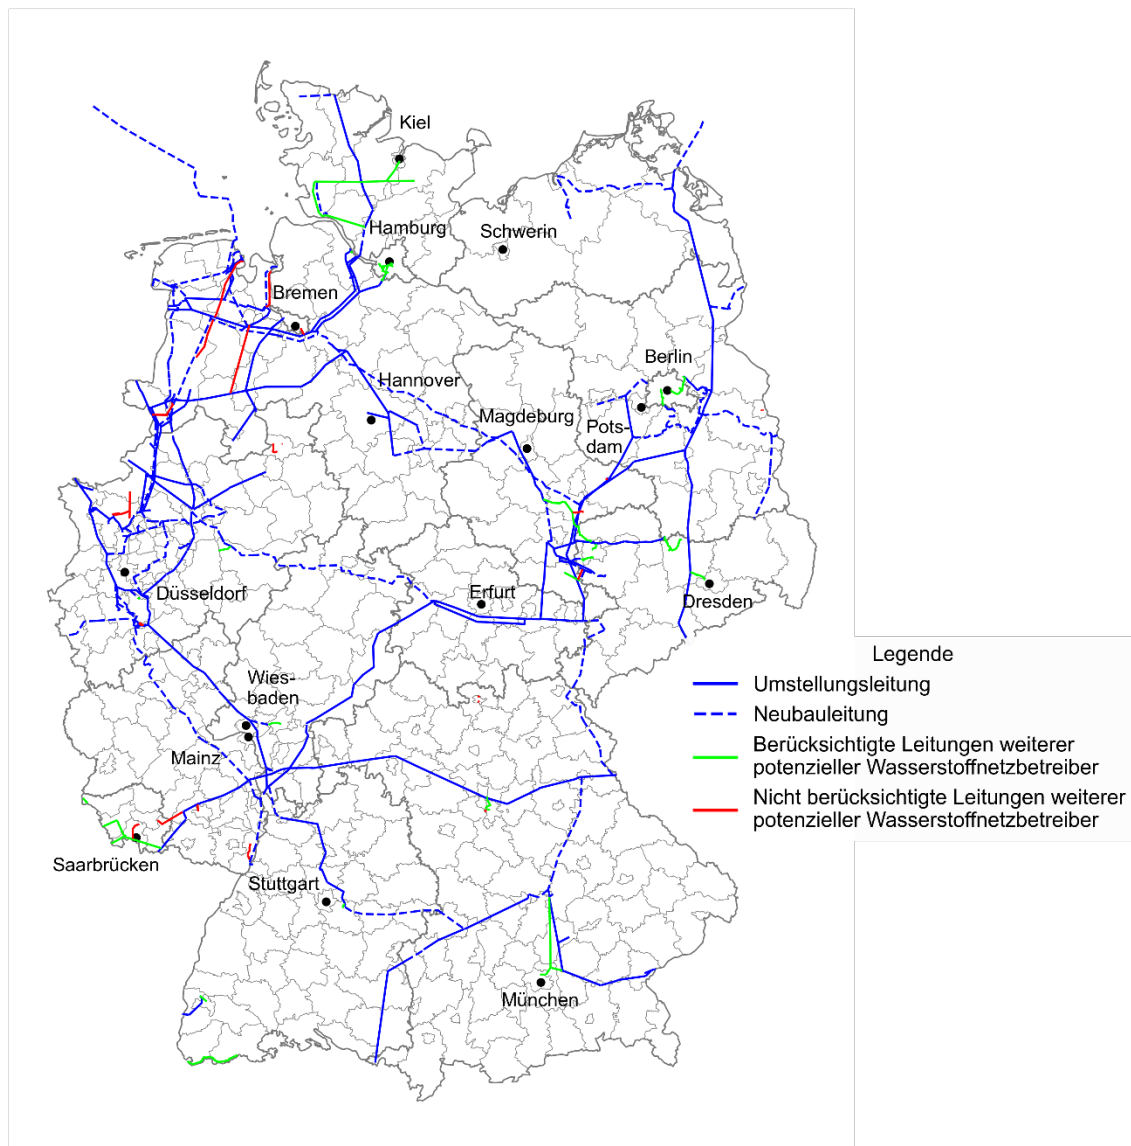 Kiel
Hamburg
Schwerin
Bremen
Berlin
Hannover
Magdeburg
Pots-
dam
Düsseldorf
Erfurt
Dresden
Wies-
baden
Mainz
Saarbrücken
Stuttgart
München
Legende
Umstellungsleitung
Neubauleitung
Berücksichtigte Leitungen weiterer
potenzieller Wasserstoffnetzbetreiber
Nicht berücksichtigte Leitungen weiterer
potenzieller Wasserstoffnetzbetreiber